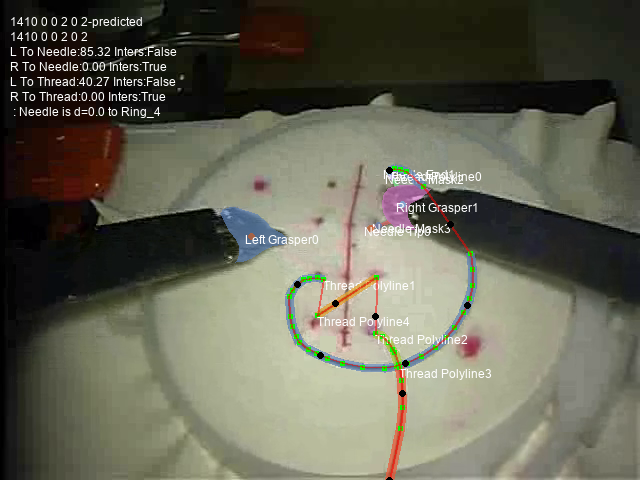 1410 0 0 2 0 2-predicted
1410 0 0 2 0 2
L To Needle:85.32 Inters:False
R To Needle:0.00 Inters:True
L To Thread:40.27 Inters:False
R To Thread:0.00 Inters:True
: Needle is d=0.0 to Ring_4
Right Grasper1
Needle Mask3
Left Grasper0
Thread Polyline1
Thread Polyline4
Thread Polyline2
Thread Polyline3